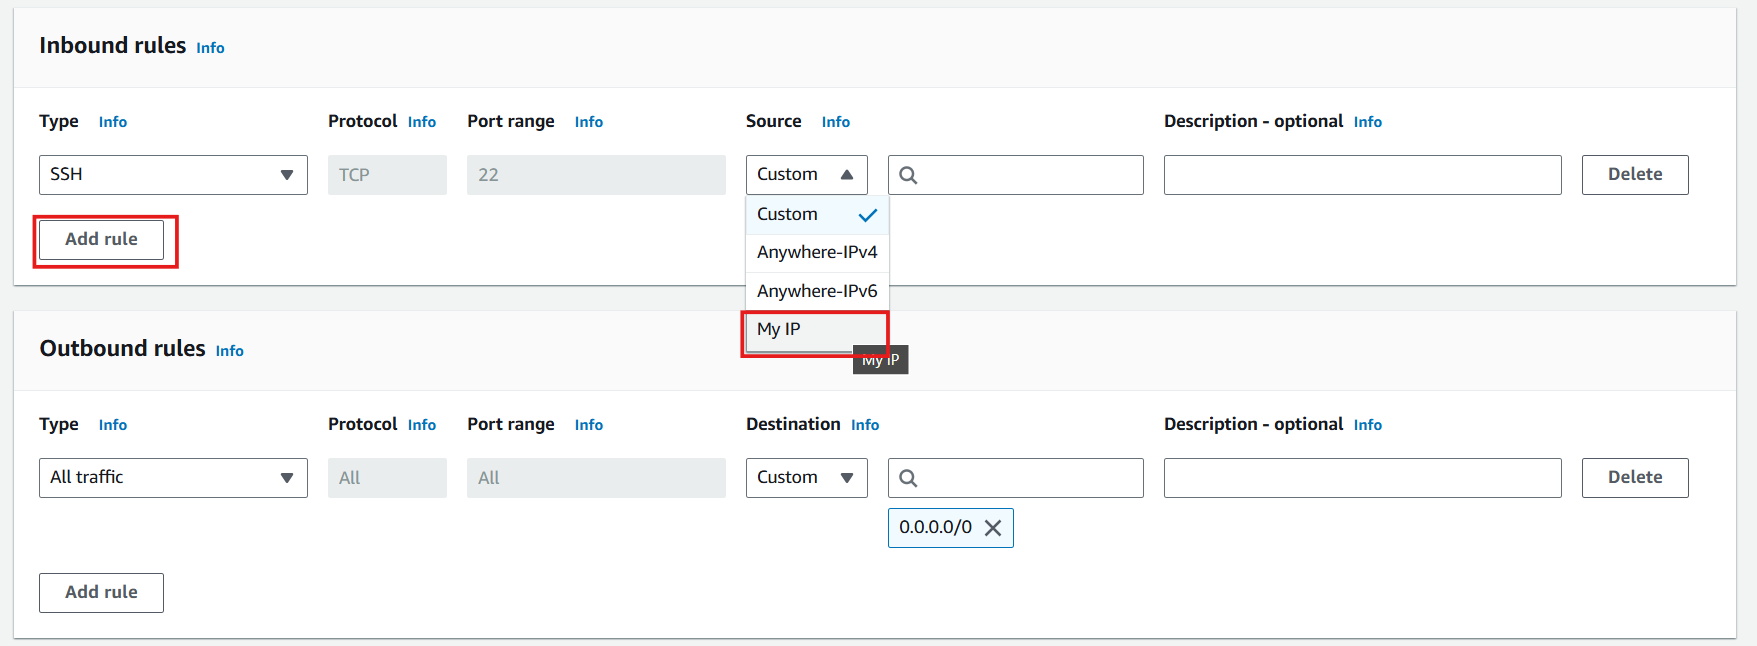 Inbound rules Info
Type Info Protocol Info Port range Info Source Info Description - optional Info
SSH TCP 22 Custom Delete
Custom
Add rule
Anywhere-IPv4
Anywhere-IPv6
My IP
My IP
Outbound rules Info
Type Info Protocol Info Port range Info Destination Info Description - optional Info
All traffic All All Custom Delete
0.0.0.0/0
Add rule